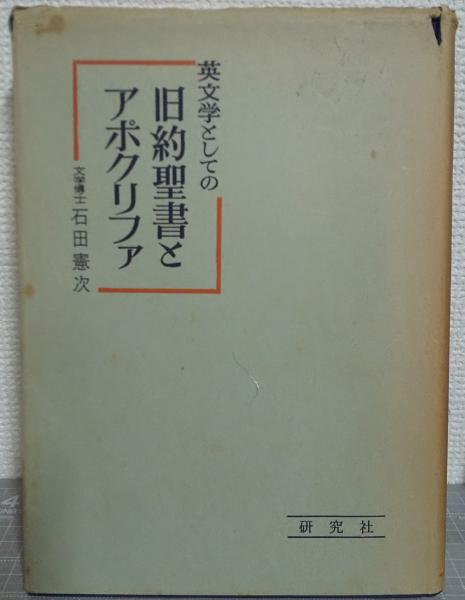 英文学としての
旧約聖書と
アポクリファ
文学博士 石田憲次
研究社